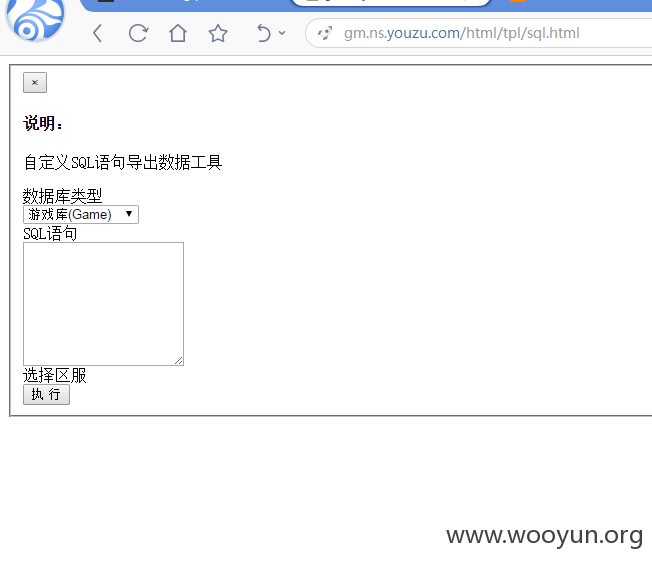 gm.ns.youzu.com/html/tpl/sql.html
×
说明：
自定义SQL语句导出数据工具
数据库类型
游戏库(Game)
SQL语句
选择区服
执 行
www.wooyun.org